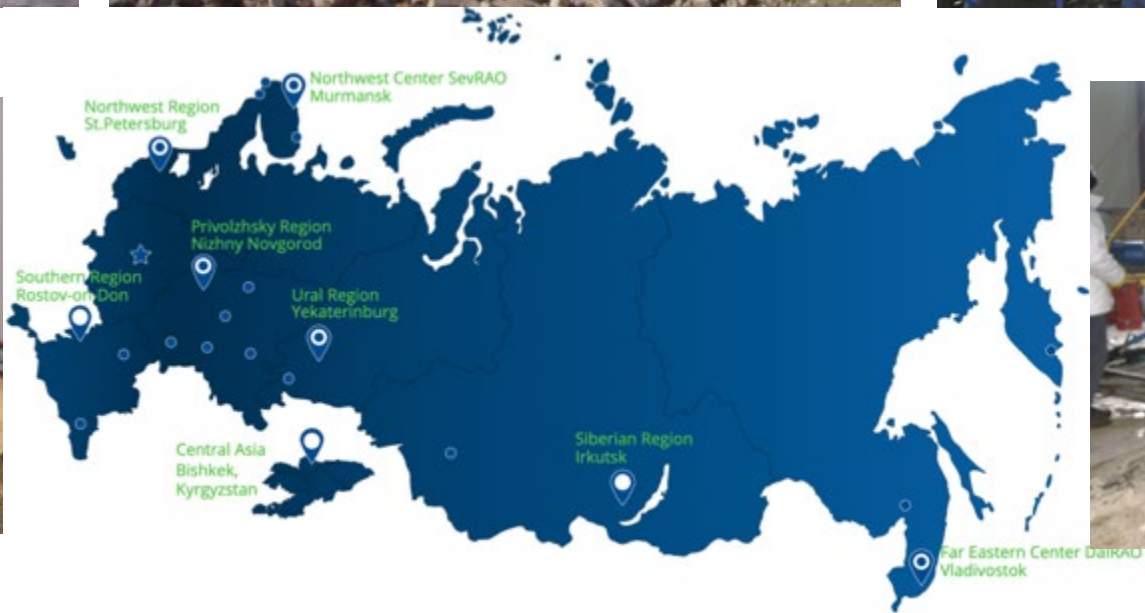 Northwest Center SevRAO
Murmansk
Northwest Region
St.Petersburg
Privolzhsky Region
Nizhny Novgorod
Southern Region
Rostov-on Don
Ural Region
Yekaterinburg
Central Asia
Bishkek,
Kyrgyzstan
Siberian Region
Irkutsk
Far Eastern Center DalRAO
Vladivostok